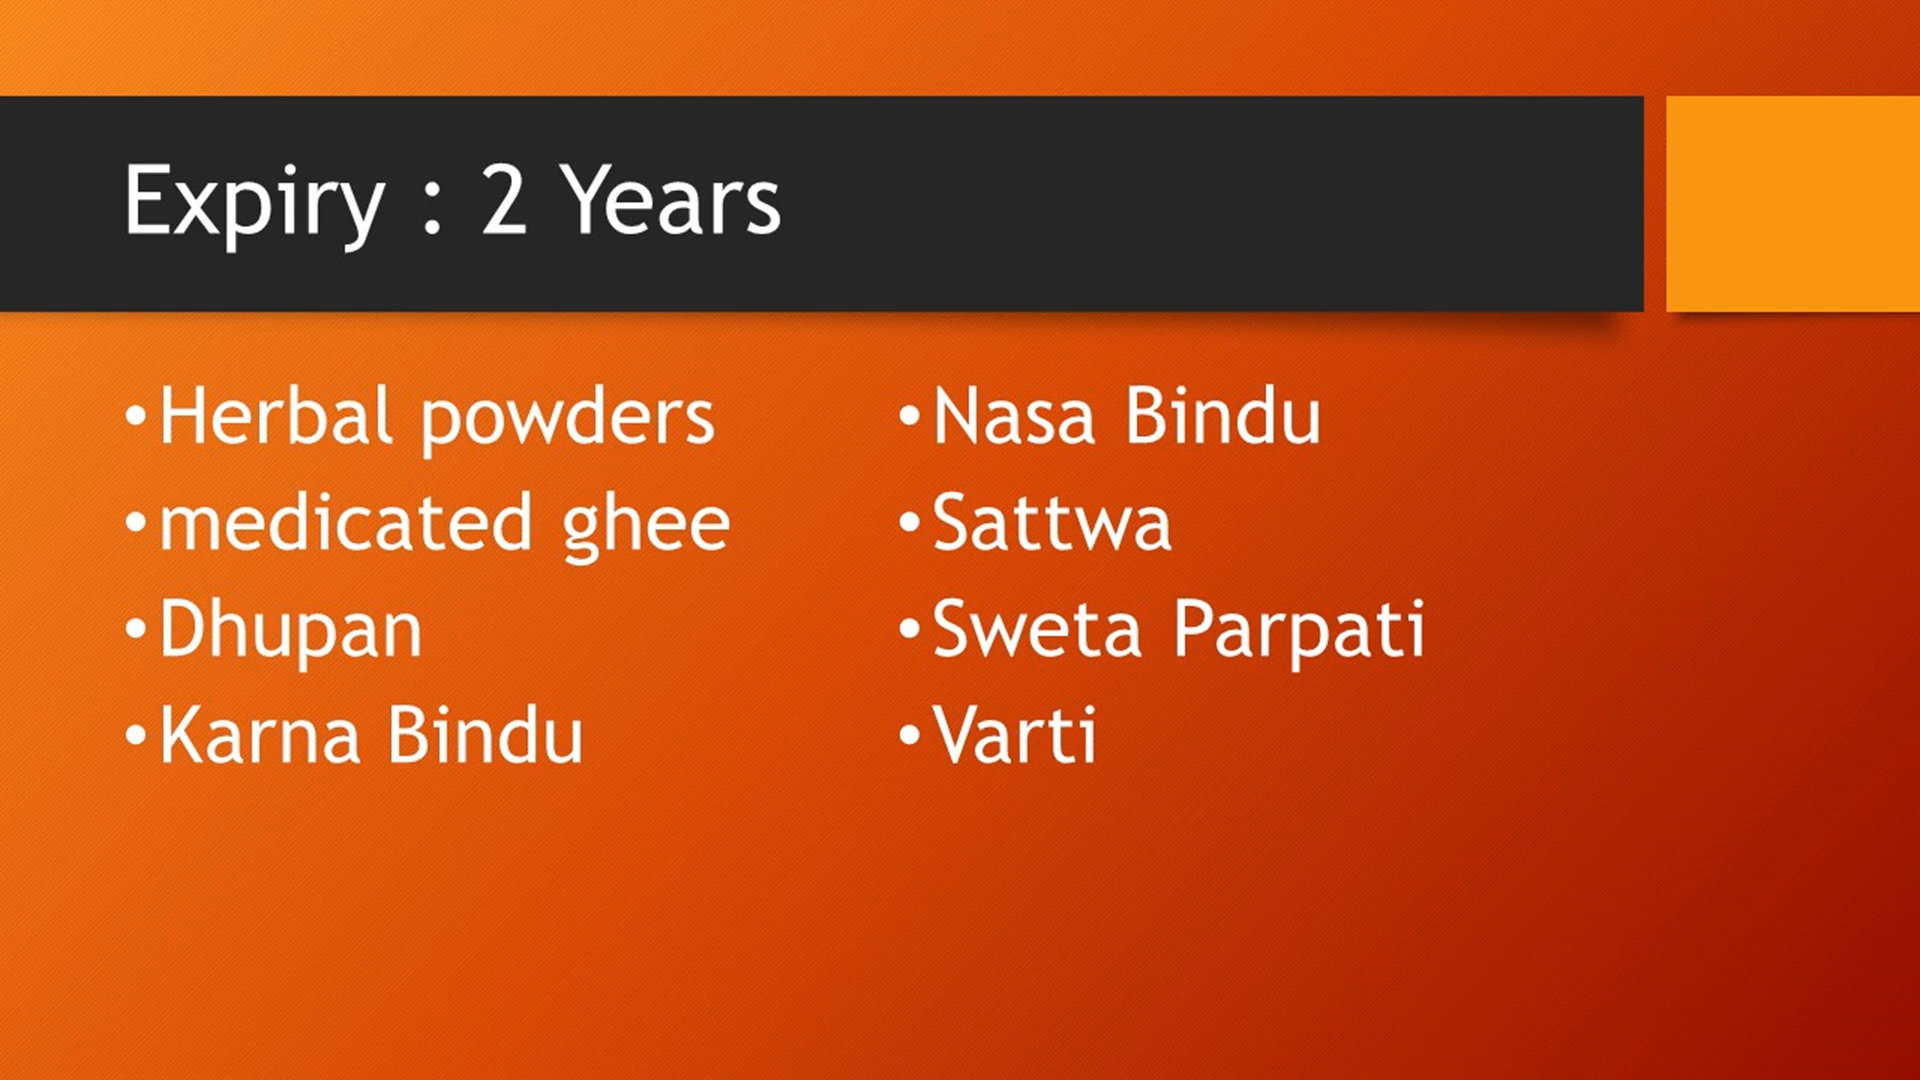 Expiry : 2 Years
•Herbal powders
•medicated ghee
•Dhupan
•Karna Bindu
•Nasa Bindu
•Sattwa
•Sweta Parpati
•Varti